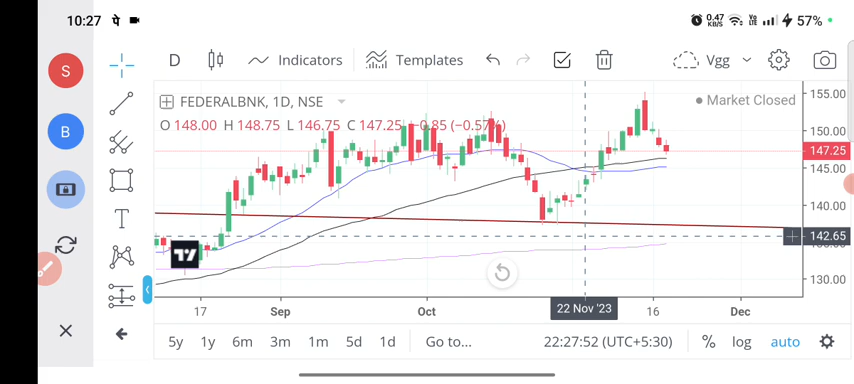 10:27
0.47
KB/S
Vo
LTE
57%
S
B
D
Indicators
Templates
Vgg
FEDERALBNK, 1D, NSE
Market Closed
O 148.00 H 148.75 L 146.75 C 147.25 −0.85 (−0.57%)
155.00
150.00
147.25
145.00
140.00
142.65
130.00
T
17
Sep
Oct
22 Nov '23
16
Dec
5y 1y 6m 3m 1m 5d 1d Go to... 22:27:52 (UTC+5:30) % log auto